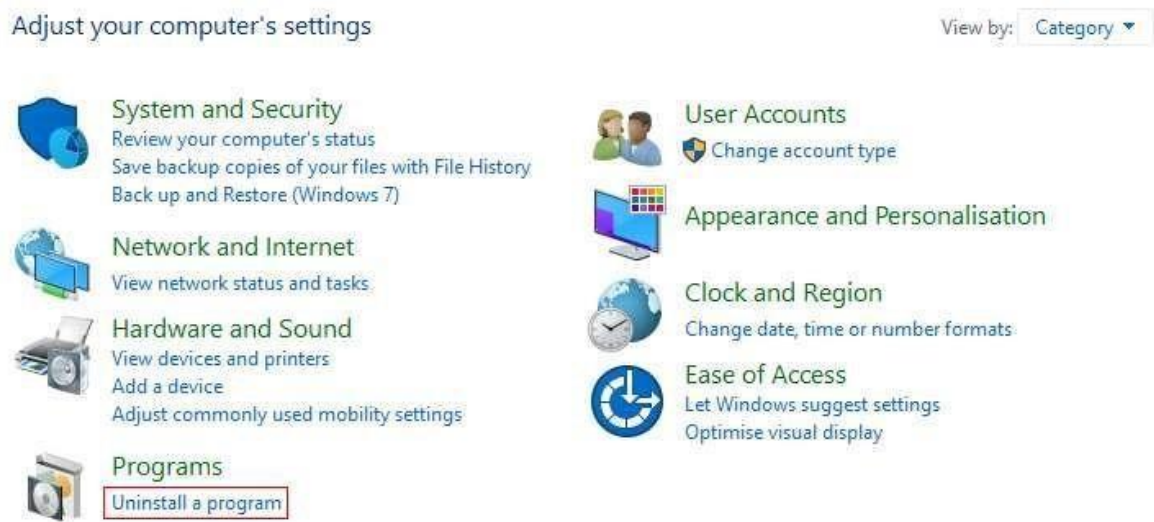 Adjust your computer's settings
View by: Category
System and Security
Review your computer's status
Save backup copies of your files with File History
Back up and Restore (Windows 7)
Network and Internet
View network status and tasks
Hardware and Sound
View devices and printers
Add a device
Adjust commonly used mobility settings
Programs
Uninstall a program
User Accounts
Change account type
Appearance and Personalisation
Clock and Region
Change date, time or number formats
Ease of Access
Let Windows suggest settings
Optimise visual display